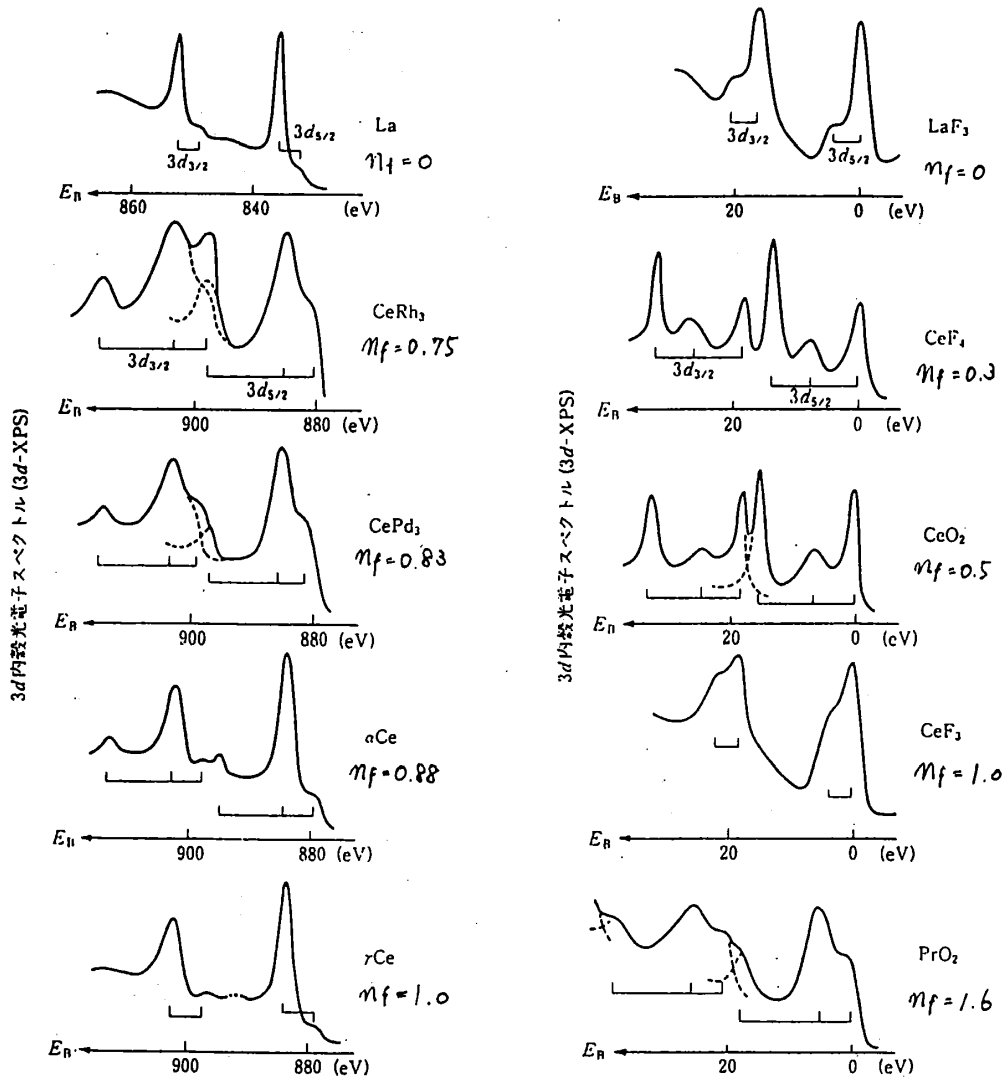 3d内殻光電子スペクトル (3d-XPS)
La
nf=0
3d3/2
3d5/2
EB
860
840
(eV)
CeRh3
nf=0.75
3d3/2
3d5/2
EB
900
880
(eV)
CePd3
nf=0.83
EB
900
880
(eV)
αCe
nf=0.88
EB
900
880
(eV)
γCe
nf=1.0
EB
900
880
(eV)
3d内殻光電子スペクトル (3d-XPS)
LaF3
nf=0
3d3/2
3d5/2
EB
20
0
(eV)
CeF4
nf=0.3
3d3/2
3d5/2
EB
20
0
(eV)
CeO2
nf=0.5
EB
20
0
(eV)
CeF3
nf=1.0
EB
20
0
(eV)
PrO2
nf=1.6
EB
20
0
(eV)